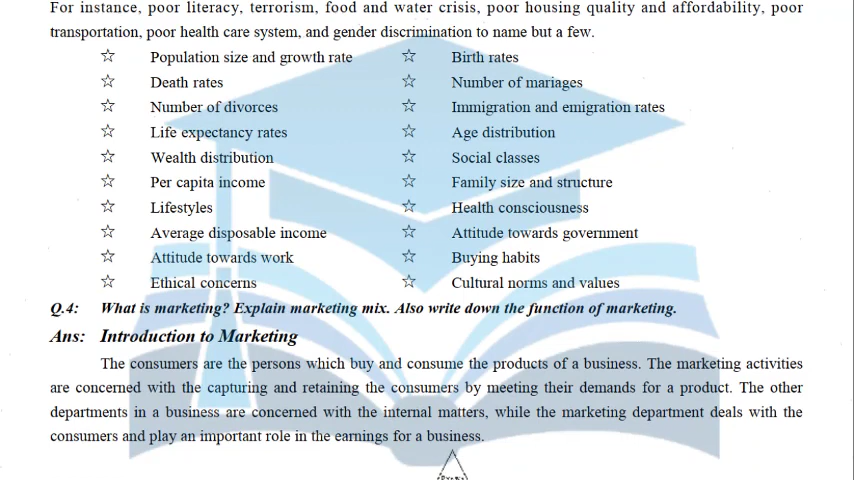 For instance, poor literacy, terrorism, food and water crisis, poor housing quality and affordability, poor
transportation, poor health care system, and gender discrimination to name but a few.
☆ Population size and growth rate ☆ Birth rates
☆ Death rates ☆ Number of mariages
☆ Number of divorces ☆ Immigration and emigration rates
☆ Life expectancy rates ☆ Age distribution
☆ Wealth distribution ☆ Social classes
☆ Per capita income ☆ Family size and structure
☆ Lifestyles ☆ Health consciousness
☆ Average disposable income ☆ Attitude towards government
☆ Attitude towards work ☆ Buying habits
☆ Ethical concerns ☆ Cultural norms and values
Q.4: What is marketing? Explain marketing mix. Also write down the function of marketing.
Ans: Introduction to Marketing
The consumers are the persons which buy and consume the products of a business. The marketing activities
are concerned with the capturing and retaining the consumers by meeting their demands for a product. The other
departments in a business are concerned with the internal matters, while the marketing department deals with the
consumers and play an important role in the earnings for a business.